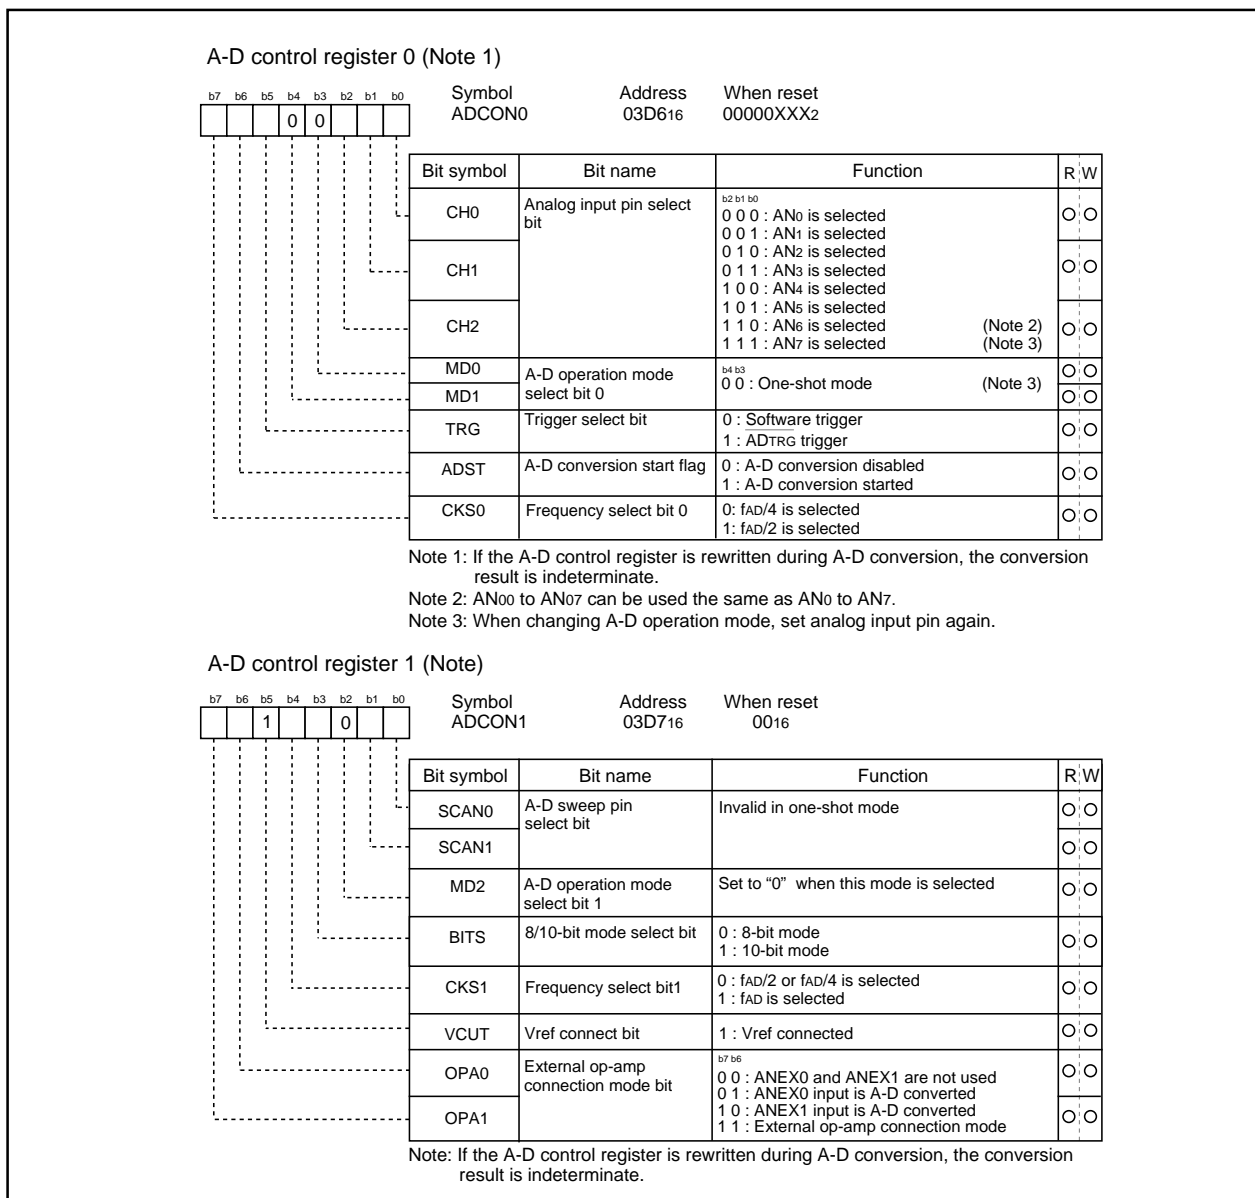 A-D control register 0 (Note 1)
b7 b6 b5 b4 b3 b2 b1 b0
0 0
Symbol Address When reset
ADCON0 03D616 00000XXX2
Bit symbol Bit name Function R W
CH0 Analog input pin select bit
b2 b1 b0
0 0 0 : AN0 is selected
0 0 1 : AN1 is selected
0 1 0 : AN2 is selected
0 1 1 : AN3 is selected
1 0 0 : AN4 is selected
1 0 1 : AN5 is selected
1 1 0 : AN6 is selected (Note 2)
1 1 1 : AN7 is selected (Note 3)
CH1
CH2
MD0
MD1
A-D operation mode
select bit 0
b4 b3
0 0 : One-shot mode (Note 3)
TRG Trigger select bit
0 : Software trigger
1 : ADTRG trigger
ADST A-D conversion start flag
0 : A-D conversion disabled
1 : A-D conversion started
CKS0 Frequency select bit 0
0: fAD/4 is selected
1: fAD/2 is selected
Note 1: If the A-D control register is rewritten during A-D conversion, the conversion
result is indeterminate.
Note 2: AN00 to AN07 can be used the same as AN0 to AN7.
Note 3: When changing A-D operation mode, set analog input pin again.
A-D control register 1 (Note)
b7 b6 b5 b4 b3 b2 b1 b0
1 0
Symbol Address When reset
ADCON1 03D716 0016
Bit symbol Bit name Function R W
SCAN0
SCAN1
A-D sweep pin
select bit
Invalid in one-shot mode
MD2
A-D operation mode
select bit 1
Set to “0” when this mode is selected
BITS 8/10-bit mode select bit
0 : 8-bit mode
1 : 10-bit mode
CKS1 Frequency select bit1
0 : fAD/2 or fAD/4 is selected
1 : fAD is selected
VCUT Vref connect bit 1 : Vref connected
OPA0
OPA1
External op-amp
connection mode bit
b7 b6
0 0 : ANEX0 and ANEX1 are not used
0 1 : ANEX0 input is A-D converted
1 0 : ANEX1 input is A-D converted
1 1 : External op-amp connection mode
Note: If the A-D control register is rewritten during A-D conversion, the conversion
result is indeterminate.